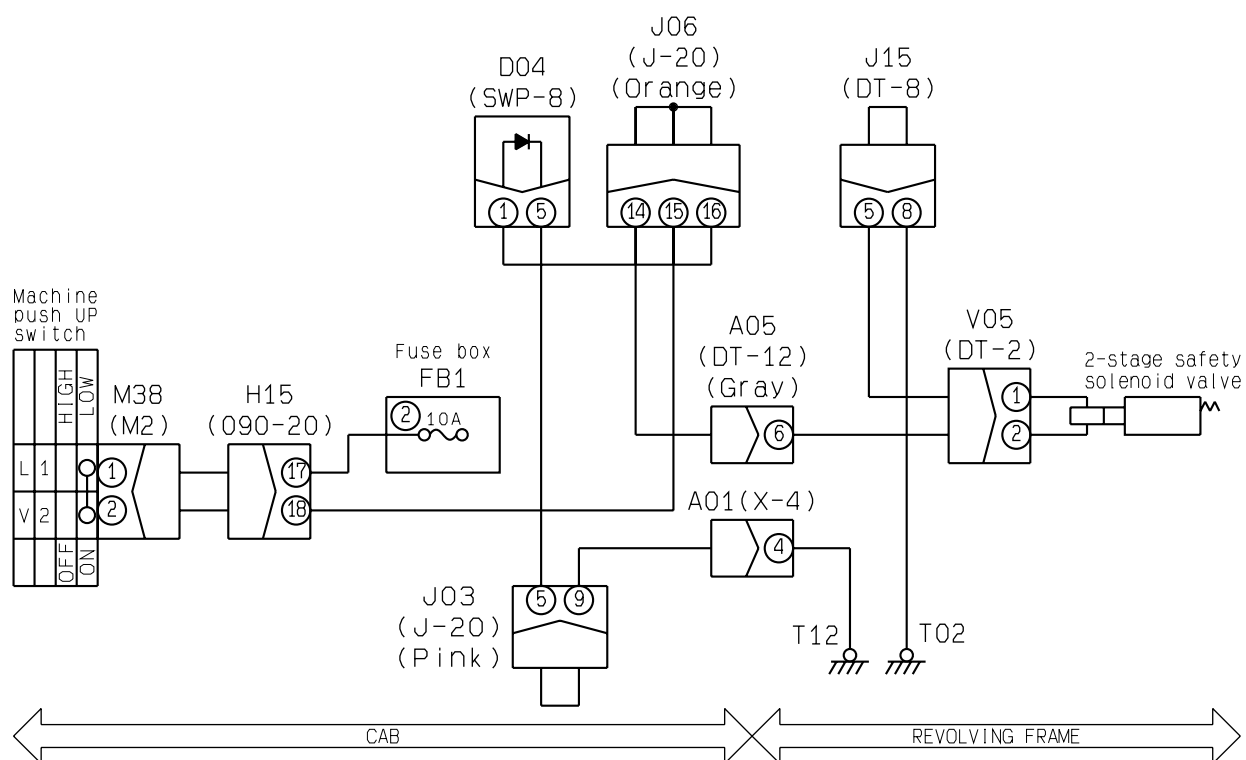 J06
(J-20)
(Orange)
J15
(DT-8)
D04
(SWP-8)
1 5
14 15 16
5 8
Machine
push UP
switch
HIGH
LOW
L 1
V 2
OFF
ON
M38
(M2)
1
2
H15
(090-20)
17
18
Fuse box
FB1
2 10A
A05
(DT-12)
(Gray)
6
V05
(DT-2)
1
2
2-stage safety
solenoid valve
A01(X-4)
4
J03
(J-20)
(Pink)
5 9
T12
T02
CAB
REVOLVING FRAME